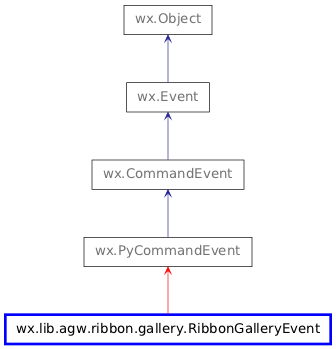 wx.Object
wx.Event
wx.CommandEvent
wx.PyCommandEvent
wx.lib.agw.ribbon.gallery.RibbonGalleryEvent